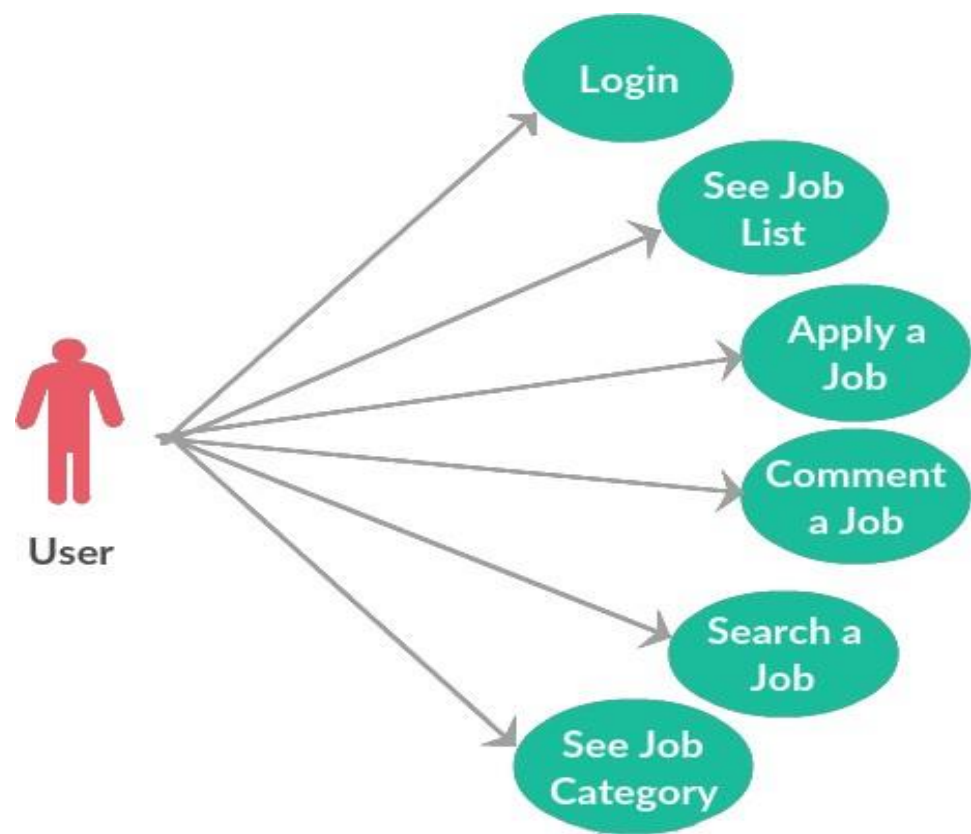 Login
See Job
List
Apply a
Job
Comment
a Job
User
Search a
Job
See Job
Category